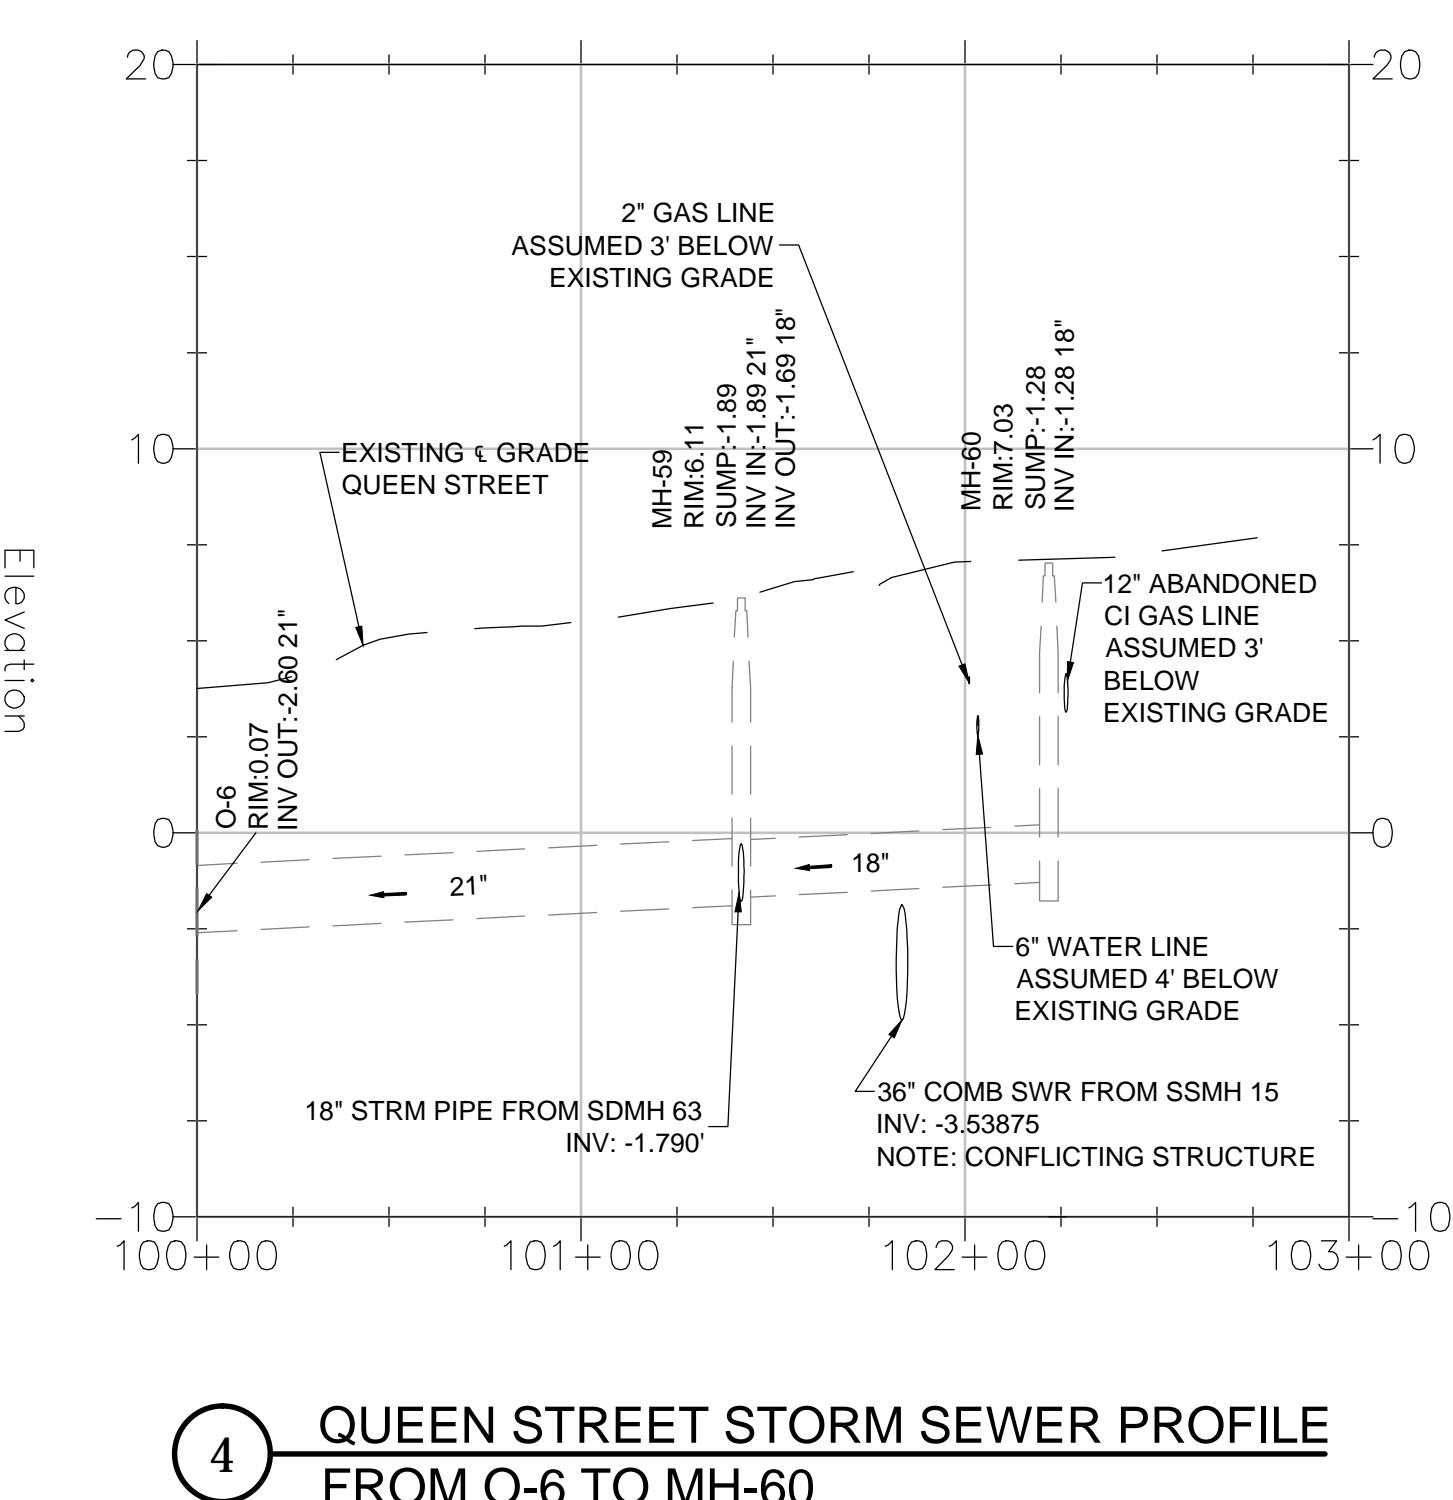 20
20
2" GAS LINE
ASSUMED 3' BELOW
EXISTING GRADE
MH-59
RIM:6.11
SUMP:-1.89
INV IN:-1.89 21"
INV OUT:-1.69 18"
MH-60
RIM:7.03
SUMP:-1.28
INV IN:-1.28 18"
10
10
EXISTING ℄ GRADE
QUEEN STREET
Elevation
O-6
RIM:0.07
INV OUT:-2.60 21"
12" ABANDONED
CI GAS LINE
ASSUMED 3'
BELOW
EXISTING GRADE
0
0
21"
18"
6" WATER LINE
ASSUMED 4' BELOW
EXISTING GRADE
18" STRM PIPE FROM SDMH 63
INV: -1.790'
36" COMB SWR FROM SSMH 15
INV: -3.53875
NOTE: CONFLICTING STRUCTURE
-10
-10
100+00
101+00
102+00
103+00
4
QUEEN STREET STORM SEWER PROFILE
FROM O-6 TO MH-60